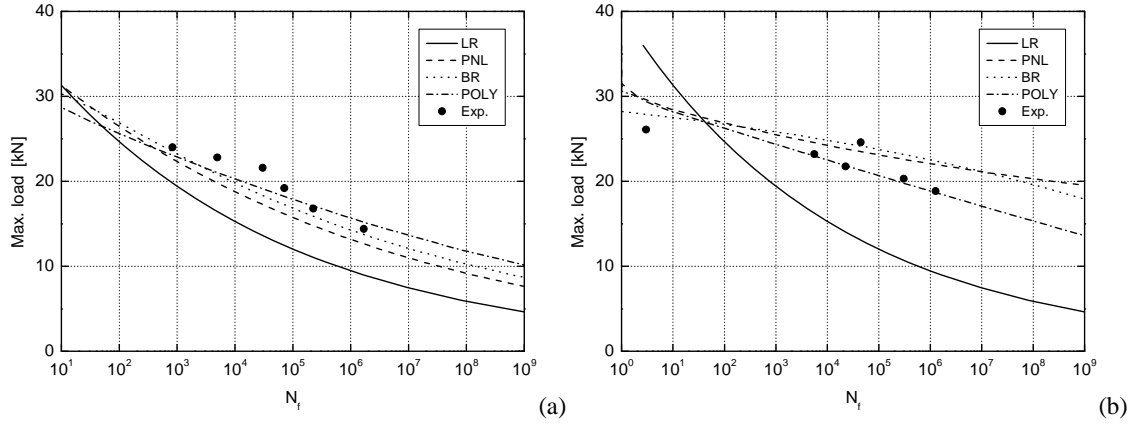 40
30
20
10
0
Max. load [kN]
10^1 10^2 10^3 10^4 10^5 10^6 10^7 10^8 10^9
N_f
LR
PNL
BR
POLY
Exp.
(a)
40
30
20
10
0
Max. load [kN]
10^0 10^1 10^2 10^3 10^4 10^5 10^6 10^7 10^8 10^9
N_f
LR
PNL
BR
POLY
Exp.
(b)